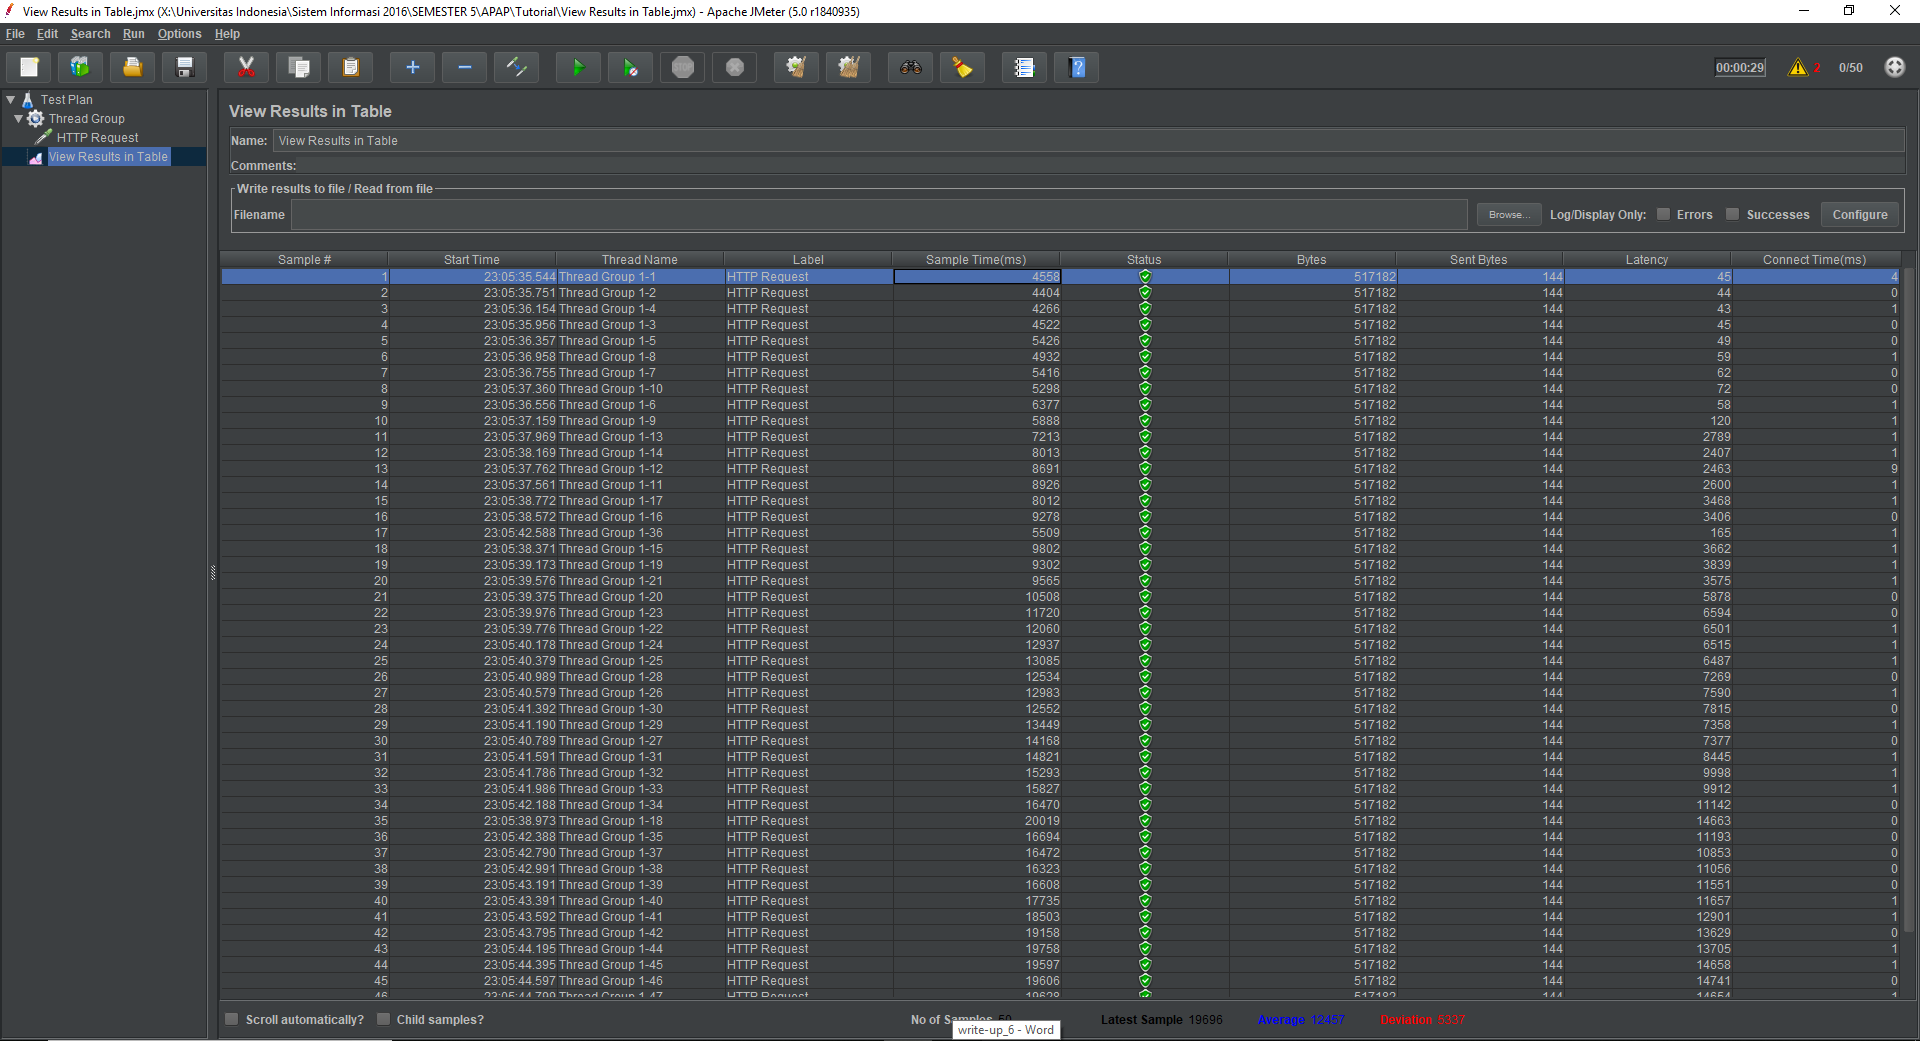 View Results in Table.jmx (X:\Universitas Indonesia\Sistem Informasi 2016\SEMESTER 5\APAP\Tutorial\View Results in Table.jmx) - Apache JMeter (5.0 r1840935)
File Edit Search Run Options Help
00:00:29 2 0/50
Test Plan
Thread Group
HTTP Request
View Results in Table
View Results in Table
Name: View Results in Table
Comments:
Write results to file / Read from file
Filename Browse... Log/Display Only: Errors Successes Configure
Sample # Start Time Thread Name Label Sample Time(ms) Status Bytes Sent Bytes Latency Connect Time(ms)
1 23:05:35.544 Thread Group 1-1 HTTP Request 4558 517182 144 45 4
2 23:05:35.751 Thread Group 1-2 HTTP Request 4404 517182 144 44 0
3 23:05:36.154 Thread Group 1-4 HTTP Request 4266 517182 144 43 1
4 23:05:35.956 Thread Group 1-3 HTTP Request 4522 517182 144 45 0
5 23:05:36.357 Thread Group 1-5 HTTP Request 5426 517182 144 49 0
6 23:05:36.958 Thread Group 1-8 HTTP Request 4932 517182 144 59 1
7 23:05:36.755 Thread Group 1-7 HTTP Request 5416 517182 144 62 0
8 23:05:37.360 Thread Group 1-10 HTTP Request 5298 517182 144 72 0
9 23:05:36.556 Thread Group 1-6 HTTP Request 6377 517182 144 58 1
10 23:05:37.159 Thread Group 1-9 HTTP Request 5888 517182 144 120 1
11 23:05:37.969 Thread Group 1-13 HTTP Request 7213 517182 144 2789 1
12 23:05:38.169 Thread Group 1-14 HTTP Request 8013 517182 144 2407 1
13 23:05:37.762 Thread Group 1-12 HTTP Request 8691 517182 144 2463 9
14 23:05:37.561 Thread Group 1-11 HTTP Request 8926 517182 144 2600 1
15 23:05:38.772 Thread Group 1-17 HTTP Request 8012 517182 144 3468 1
16 23:05:38.572 Thread Group 1-16 HTTP Request 9278 517182 144 3406 0
17 23:05:42.588 Thread Group 1-36 HTTP Request 5509 517182 144 165 1
18 23:05:38.371 Thread Group 1-15 HTTP Request 9802 517182 144 3662 1
19 23:05:39.173 Thread Group 1-19 HTTP Request 9302 517182 144 3839 1
20 23:05:39.576 Thread Group 1-21 HTTP Request 9565 517182 144 3575 1
21 23:05:39.375 Thread Group 1-20 HTTP Request 10508 517182 144 5878 0
22 23:05:39.976 Thread Group 1-23 HTTP Request 11720 517182 144 6594 0
23 23:05:39.776 Thread Group 1-22 HTTP Request 12060 517182 144 6501 1
24 23:05:40.178 Thread Group 1-24 HTTP Request 12937 517182 144 6515 1
25 23:05:40.379 Thread Group 1-25 HTTP Request 13085 517182 144 6487 1
26 23:05:40.989 Thread Group 1-28 HTTP Request 12534 517182 144 7269 0
27 23:05:40.579 Thread Group 1-26 HTTP Request 12983 517182 144 7590 1
28 23:05:41.392 Thread Group 1-30 HTTP Request 12552 517182 144 7815 0
29 23:05:41.190 Thread Group 1-29 HTTP Request 13449 517182 144 7358 1
30 23:05:40.789 Thread Group 1-27 HTTP Request 14168 517182 144 7377 0
31 23:05:41.591 Thread Group 1-31 HTTP Request 14821 517182 144 8445 1
32 23:05:41.786 Thread Group 1-32 HTTP Request 15293 517182 144 9998 1
33 23:05:41.986 Thread Group 1-33 HTTP Request 15827 517182 144 9912 1
34 23:05:42.188 Thread Group 1-34 HTTP Request 16470 517182 144 11142 0
35 23:05:38.973 Thread Group 1-18 HTTP Request 20019 517182 144 14663 0
36 23:05:42.388 Thread Group 1-35 HTTP Request 16694 517182 144 11193 0
37 23:05:42.790 Thread Group 1-37 HTTP Request 16472 517182 144 10853 0
38 23:05:42.991 Thread Group 1-38 HTTP Request 16323 517182 144 11056 0
39 23:05:43.191 Thread Group 1-39 HTTP Request 16608 517182 144 11551 0
40 23:05:43.391 Thread Group 1-40 HTTP Request 17735 517182 144 11657 1
41 23:05:43.592 Thread Group 1-41 HTTP Request 18503 517182 144 12901 1
42 23:05:43.795 Thread Group 1-42 HTTP Request 19158 517182 144 13629 0
43 23:05:44.195 Thread Group 1-44 HTTP Request 19758 517182 144 13705 1
44 23:05:44.395 Thread Group 1-45 HTTP Request 19597 517182 144 14658 1
45 23:05:44.597 Thread Group 1-46 HTTP Request 19606 517182 144 14741 0
46 23:05:44.799 Thread Group 1-47 HTTP Request 19628 517182 144 14654 1
Scroll automatically? Child samples? No of Samples 50 Latest Sample 19696 Average 12457 Deviation 5337
write-up_6 - Word